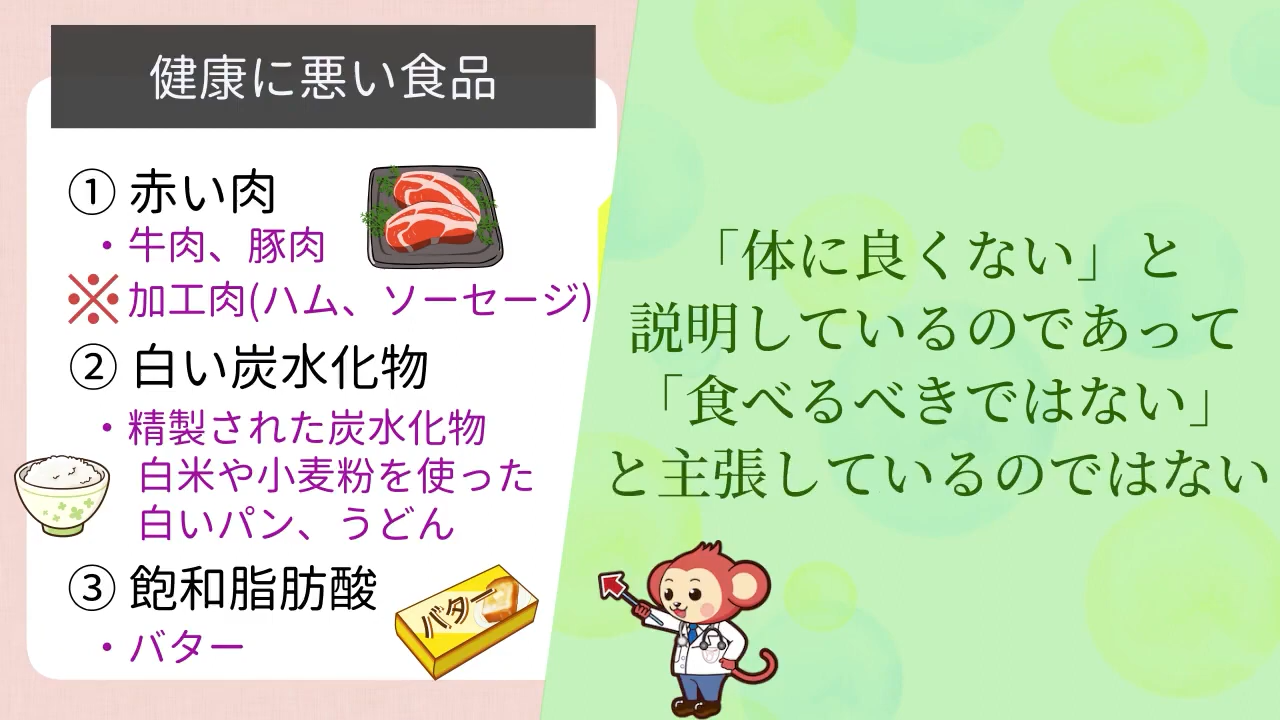 健康に悪い食品
① 赤い肉
・牛肉、豚肉
※加工肉(ハム、ソーセージ)
② 白い炭水化物
・精製された炭水化物
白米や小麦粉を使った
白いパン、うどん
③ 飽和脂肪酸
・バター
バター
「体に良くない」と
説明しているのであって
「食べるべきではない」
と主張しているのではない